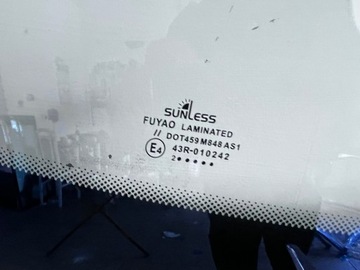 SUNLESS
FUYAO LAMINATED
// DOT459 M848 AS1
E4 43R-010242
2●●●●●●